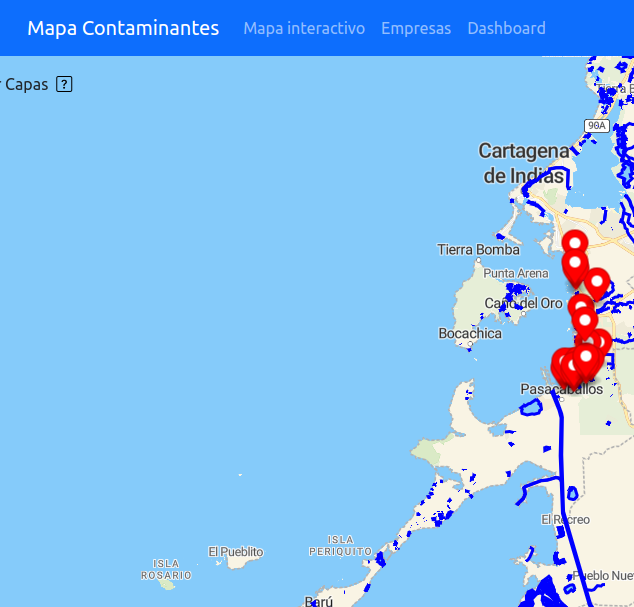 Mapa Contaminantes Mapa interactivo Empresas Dashboard
r Capas ?
90A
Cartagena
de Indias
Tierra Bomba
Punta Arena
Caño del Oro
Bocachica
Pasacaballos
El Recreo
ISLA
PERIQUITO
El Pueblito
ISLA
ROSARIO
Pueblo Nue
Barú